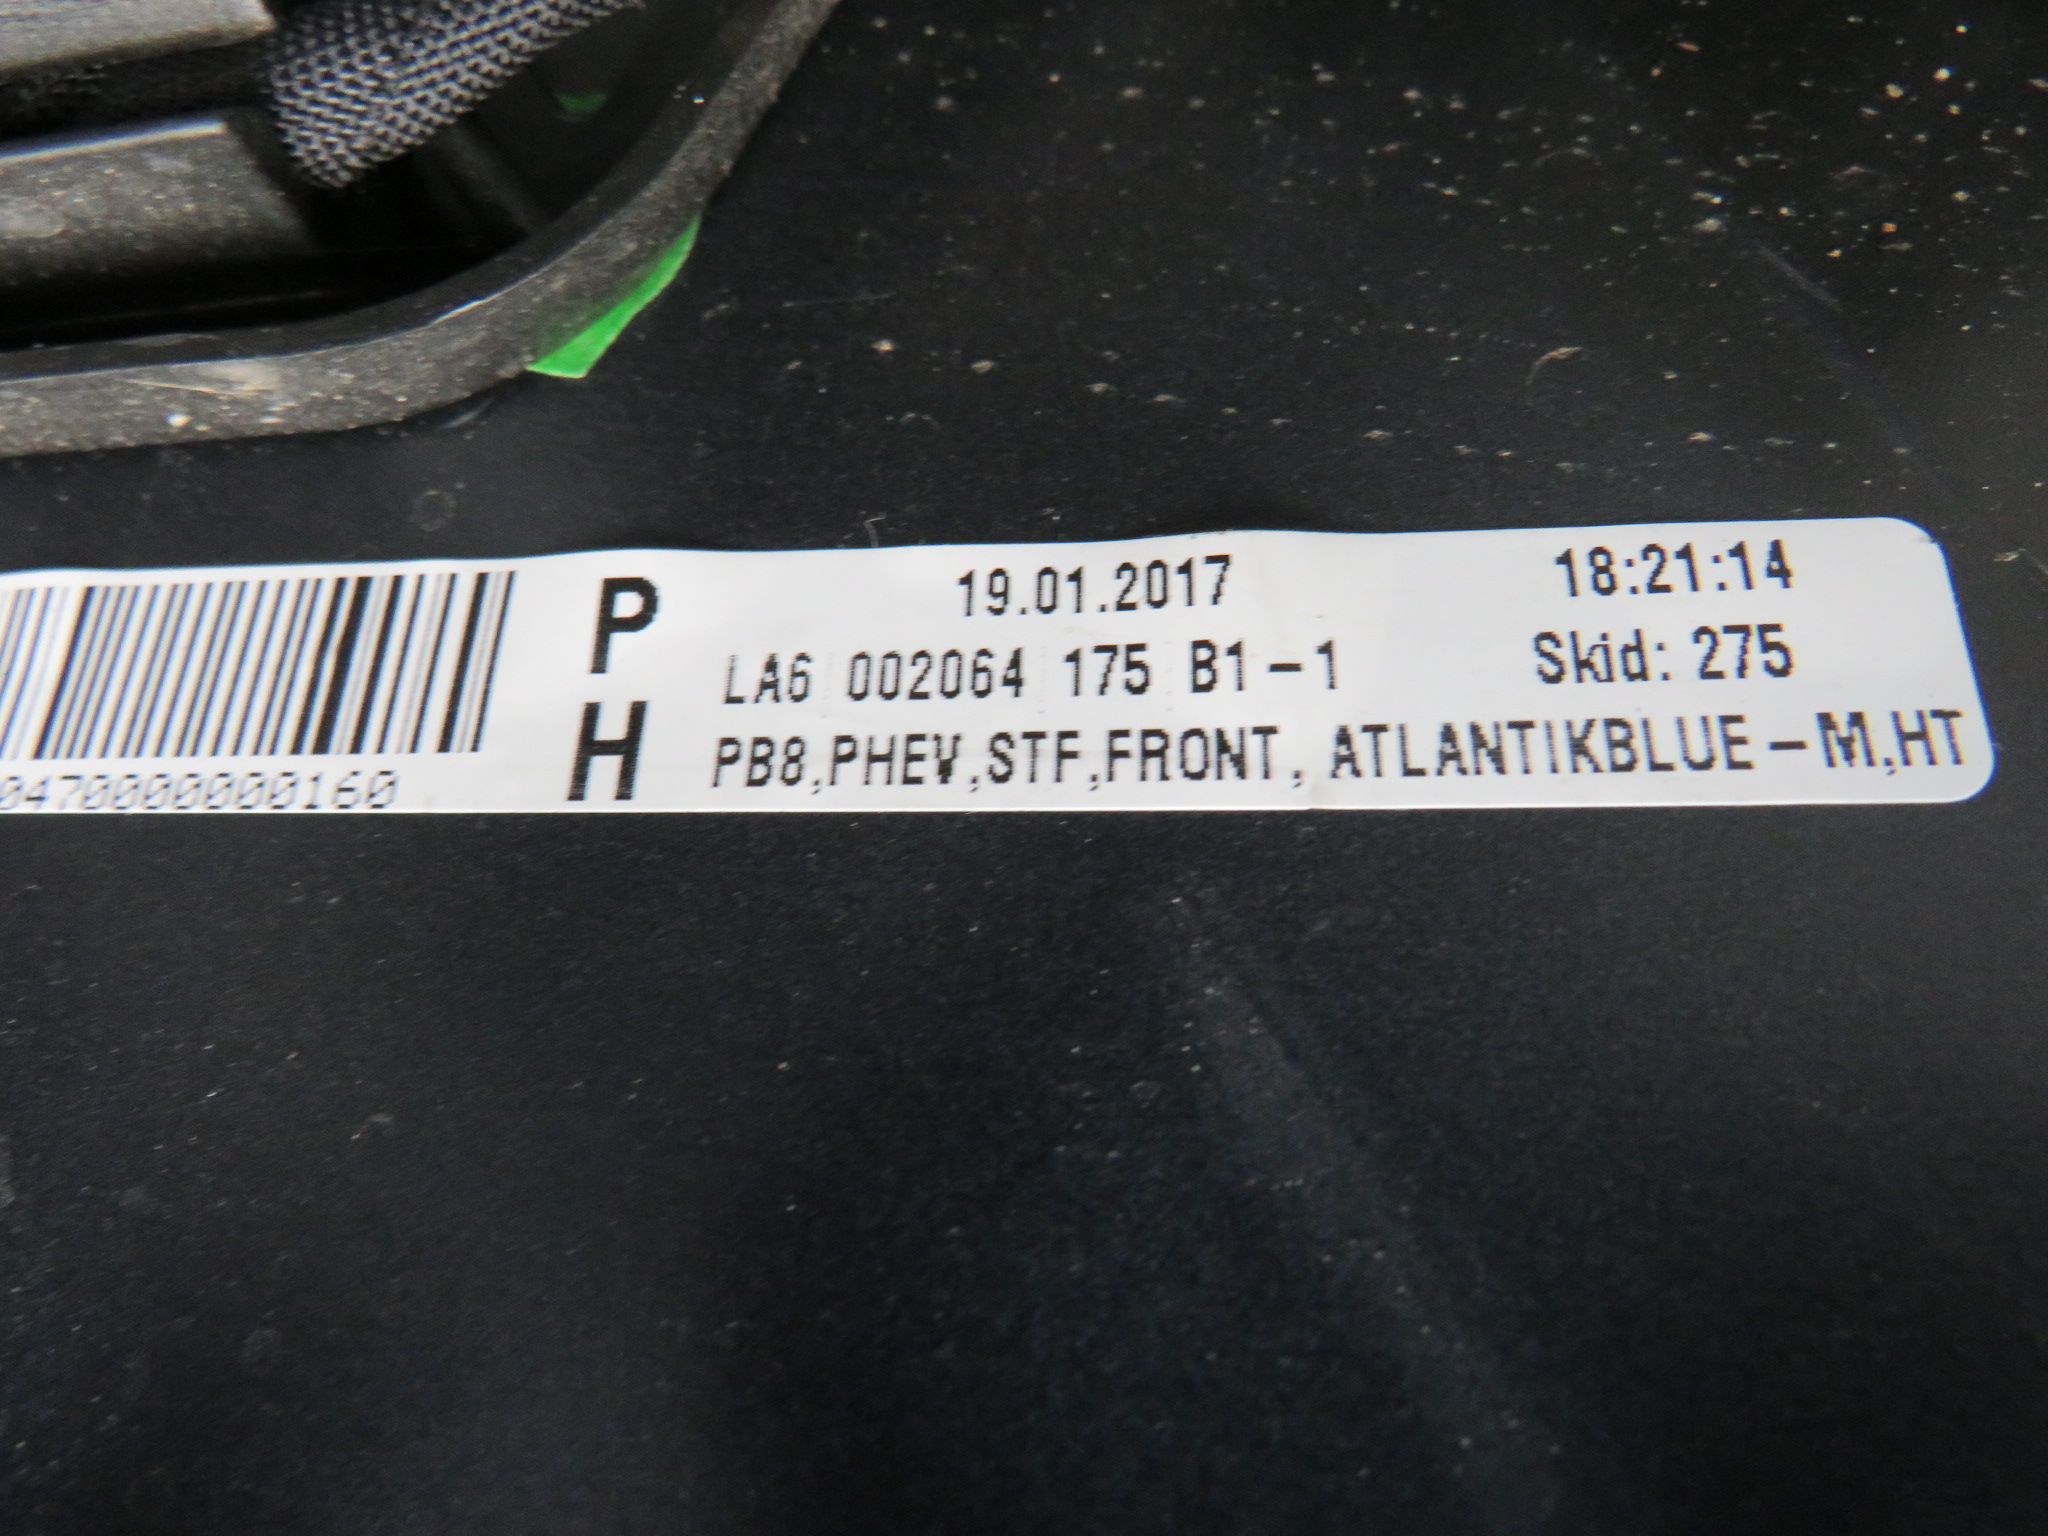 19.01.2017 18:21:14
P
LA6 002064 175 B1-1 Skid: 275
H
PB8,PHEV,STF,FRONT, ATLANTIKBLUE-M,HT
0470000000160